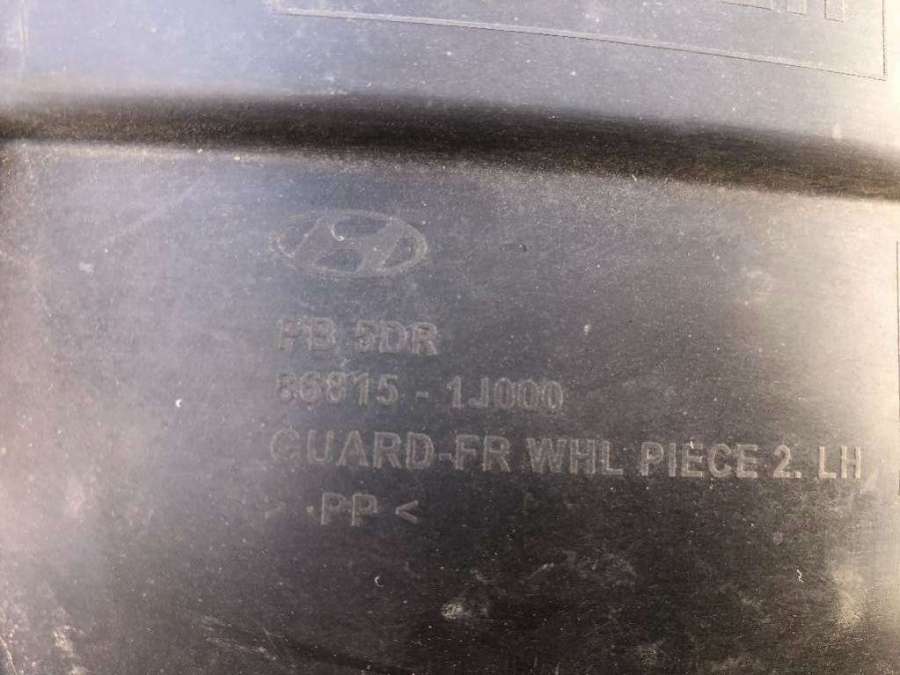 PB 5DR
86815 - 1J000
GUARD-FR WHL PIECE 2. LH
> PP <